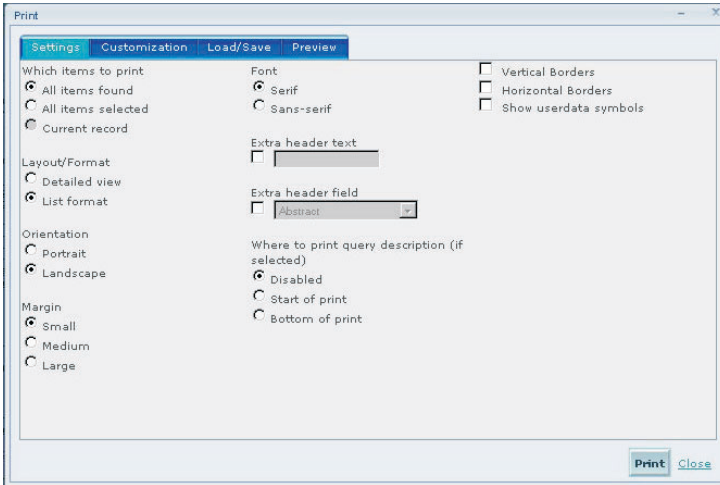 Print
Settings Customization Load/Save Preview
Which items to print
All items found
All items selected
Current record
Layout/Format
Detailed view
List format
Orientation
Portrait
Landscape
Margin
Small
Medium
Large
Font
Serif
Sans-serif
Extra header text
Extra header field
Abstract
Where to print query description (if
selected)
Disabled
Start of print
Bottom of print
Vertical Borders
Horizontal Borders
Show userdata symbols
Print Close